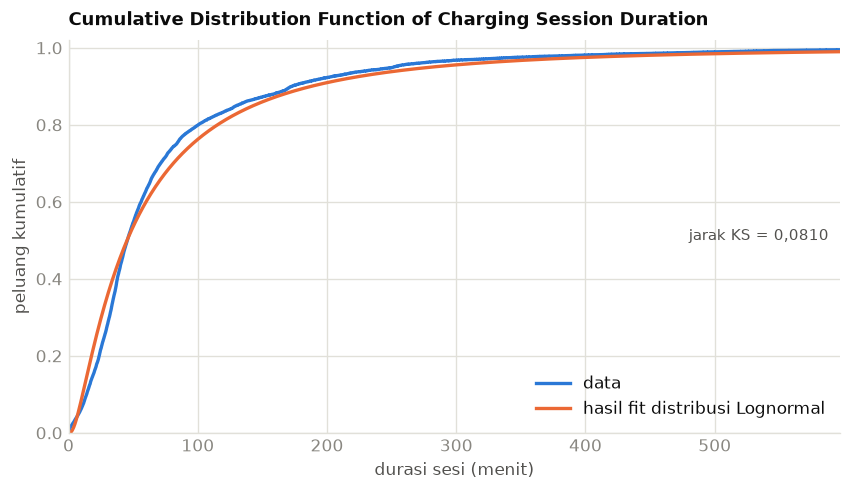 Cumulative Distribution Function of Charging Session Duration
peluang kumulatif
1.0
0.8
0.6
0.4
0.2
0.0
jarak KS = 0,0810
data
hasil fit distribusi Lognormal
0 100 200 300 400 500
durasi sesi (menit)